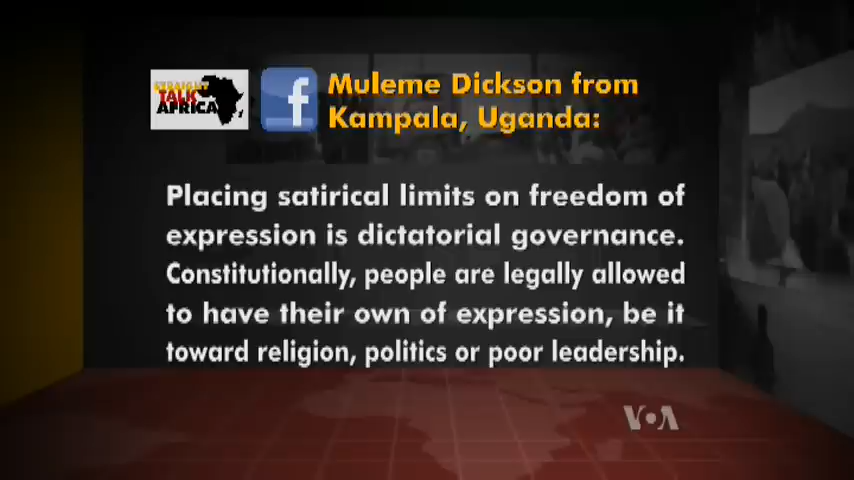 STRAIGHT
TALK
AFRICA
f
Muleme Dickson from
Kampala, Uganda:
Placing satirical limits on freedom of
expression is dictatorial governance.
Constitutionally, people are legally allowed
to have their own of expression, be it
toward religion, politics or poor leadership.
VOA